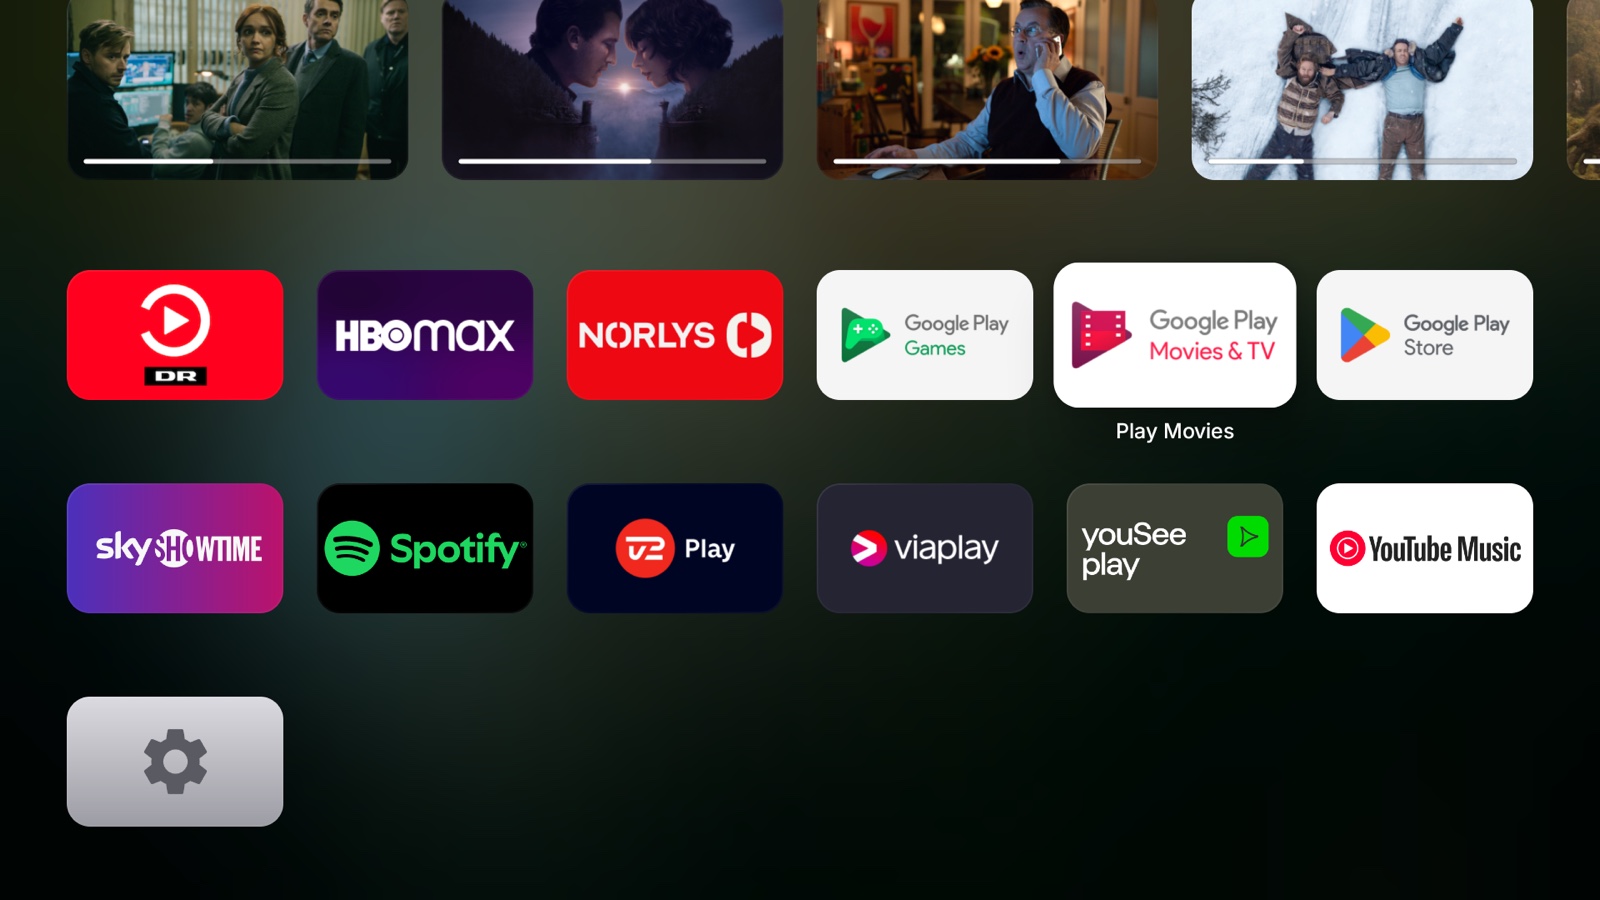 DR
HBOmax
NORLYS
Google Play
Games
Google Play
Movies & TV
Google Play
Store
Play Movies
sky SHOWTIME
Spotify®
2 Play
viaplay
youSee
play
YouTube Music